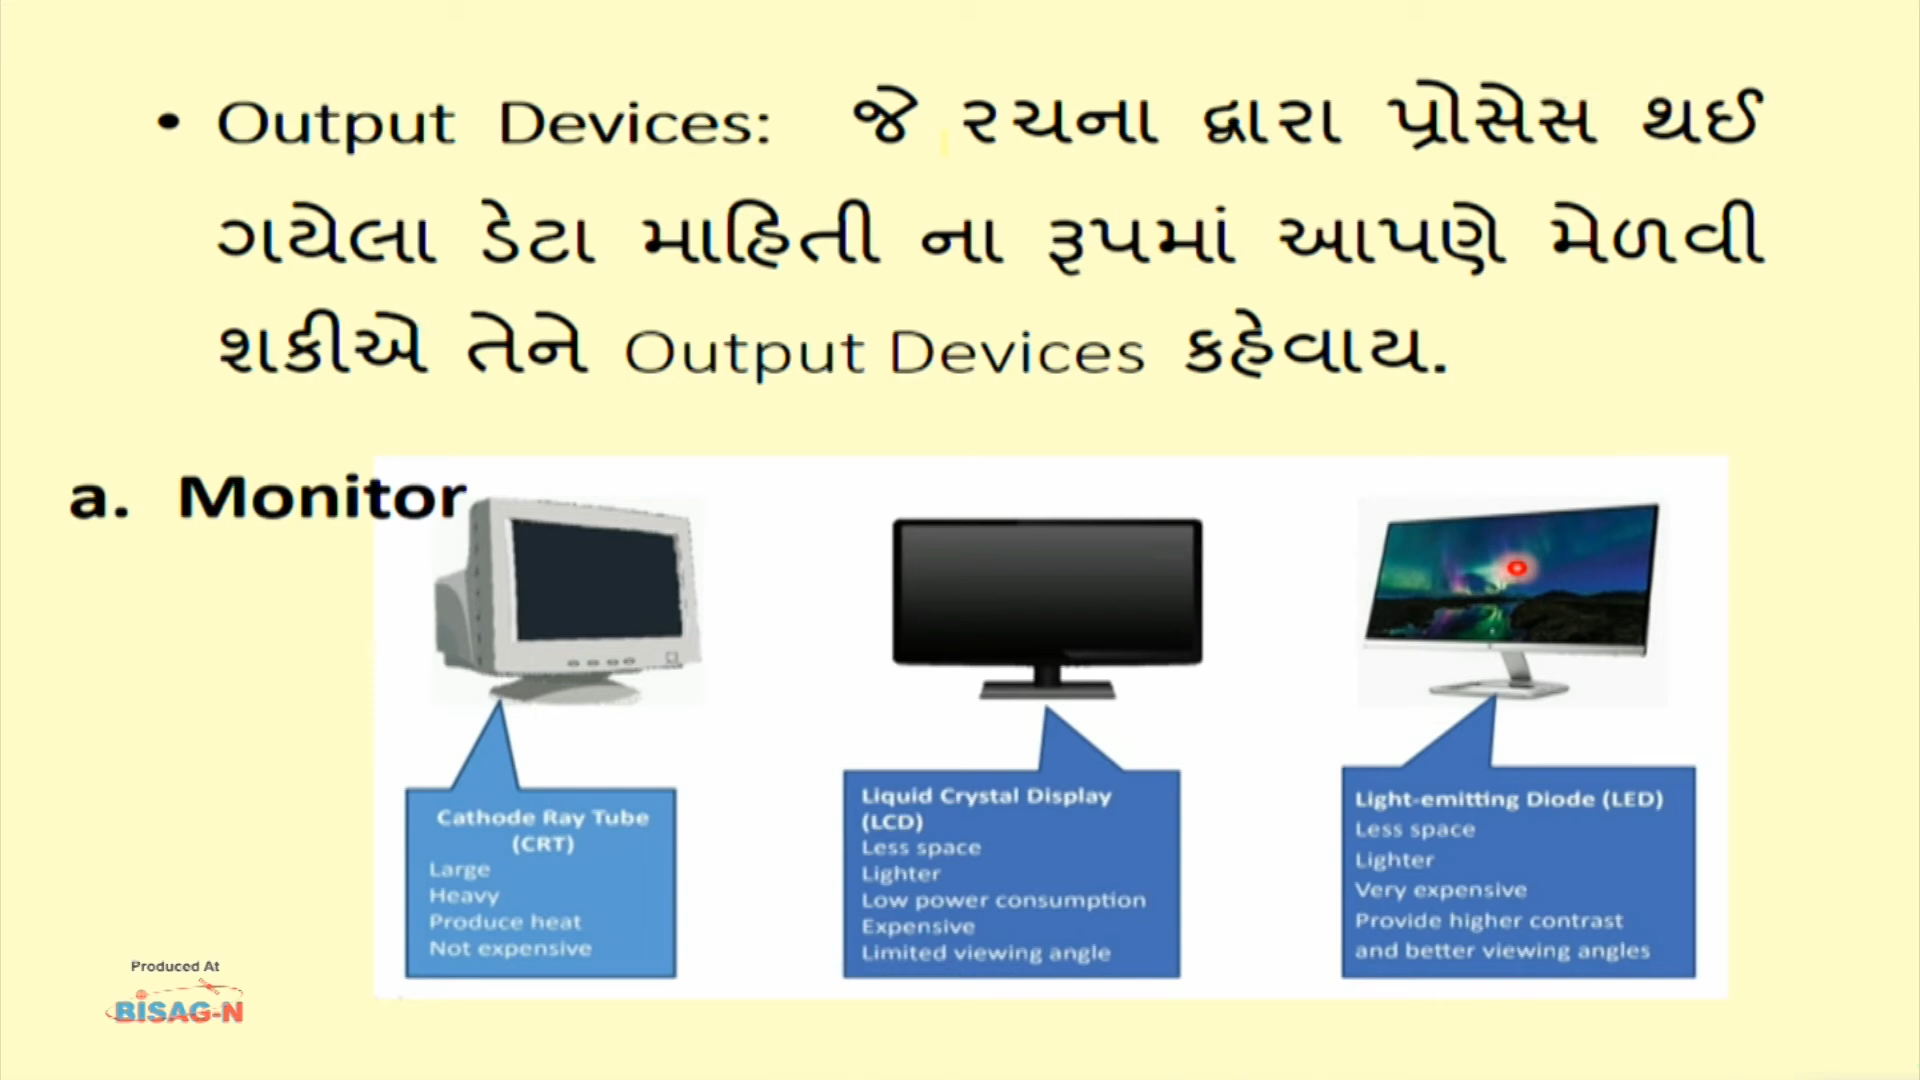 • Output Devices: જે રચના દ્વારા પ્રોસેસ થઈ
ગયેલા ડેટા માહિતી ના રૂપમાં આપણે મેળવી
શકીએ તેને Output Devices કહેવાય.
a. Monitor
Cathode Ray Tube
(CRT)
Large
Heavy
Produce heat
Not expensive
Liquid Crystal Display
(LCD)
Less space
Lighter
Low power consumption
Expensive
Limited viewing angle
Light-emitting Diode (LED)
Less space
Lighter
Very expensive
Provide higher contrast
and better viewing angles
Produced At
BISAG-N